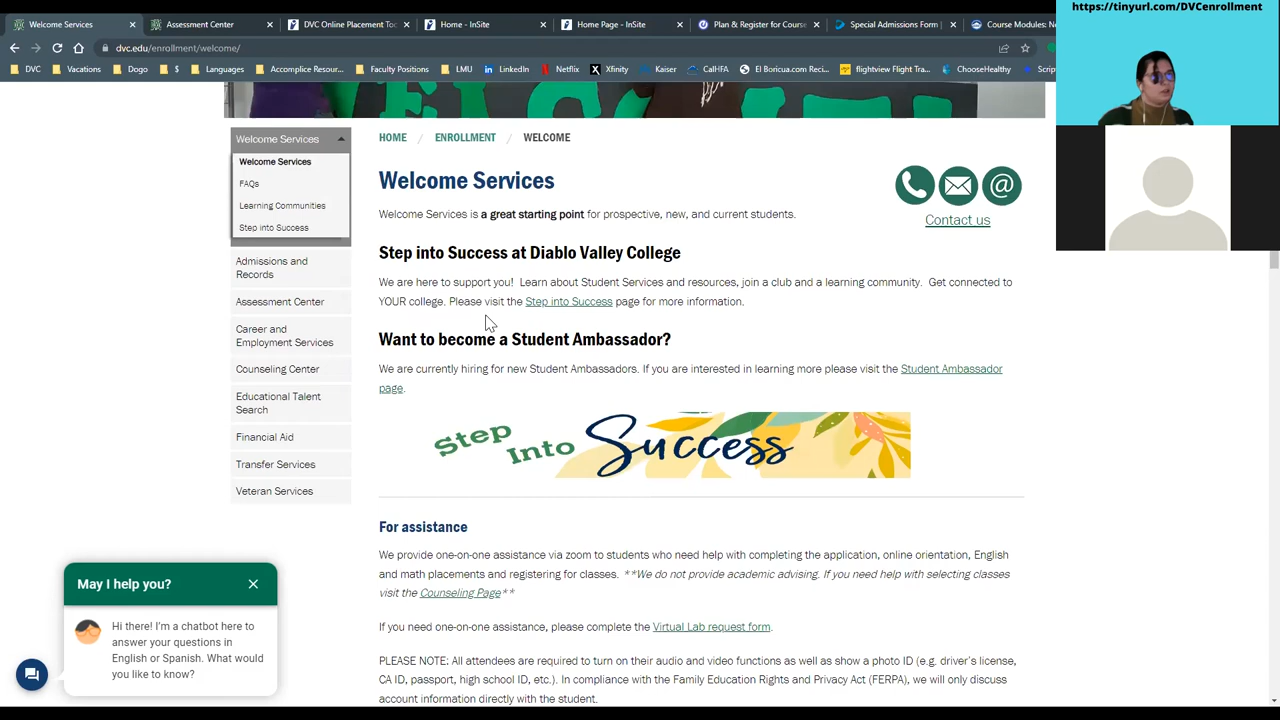 https://tinyurl.com/DVCenrollment
Welcome Services
Assessment Center
DVC Online Placement To
Home - InSite
Home Page - InSite
Plan & Register for Course
Special Admissions Form |
Course Modules: Ne
dvc.edu/enrollment/welcome/
DVC
Vacations
Dogo
$
Languages
Accomplice Resour...
Faculty Positions
LMU
LinkedIn
Netflix
Xfinity
Kaiser
CalHFA
El Boricua.com Reci...
flightview Flight Tra...
ChooseHealthy
Scrip
Welcome Services
Welcome Services
FAQs
Learning Communities
Step into Success
Admissions and
Records
Assessment Center
Career and
Employment Services
Counseling Center
Educational Talent
Search
Financial Aid
Transfer Services
Veteran Services
HOME / ENROLLMENT / WELCOME
Welcome Services
Contact us
Welcome Services is a great starting point for prospective, new, and current students.
Step into Success at Diablo Valley College
We are here to support you! Learn about Student Services and resources, join a club and a learning community. Get connected to
YOUR college. Please visit the Step into Success page for more information.
Want to become a Student Ambassador?
We are currently hiring for new Student Ambassadors. If you are interested in learning more please visit the Student Ambassador
page.
Step Into Success
For assistance
We provide one-on-one assistance via zoom to students who need help with completing the application, online orientation, English
and math placements and registering for classes. **We do not provide academic advising. If you need help with selecting classes
visit the Counseling Page**
If you need one-on-one assistance, please complete the Virtual Lab request form.
PLEASE NOTE: All attendees are required to turn on their audio and video functions as well as show a photo ID (e.g. driver's license,
CA ID, passport, high school ID, etc.). In compliance with the Family Education Rights and Privacy Act (FERPA), we will only discuss
account information directly with the student.
May I help you?
Hi there! I'm a chatbot here to
answer your questions in
English or Spanish. What would
you like to know?